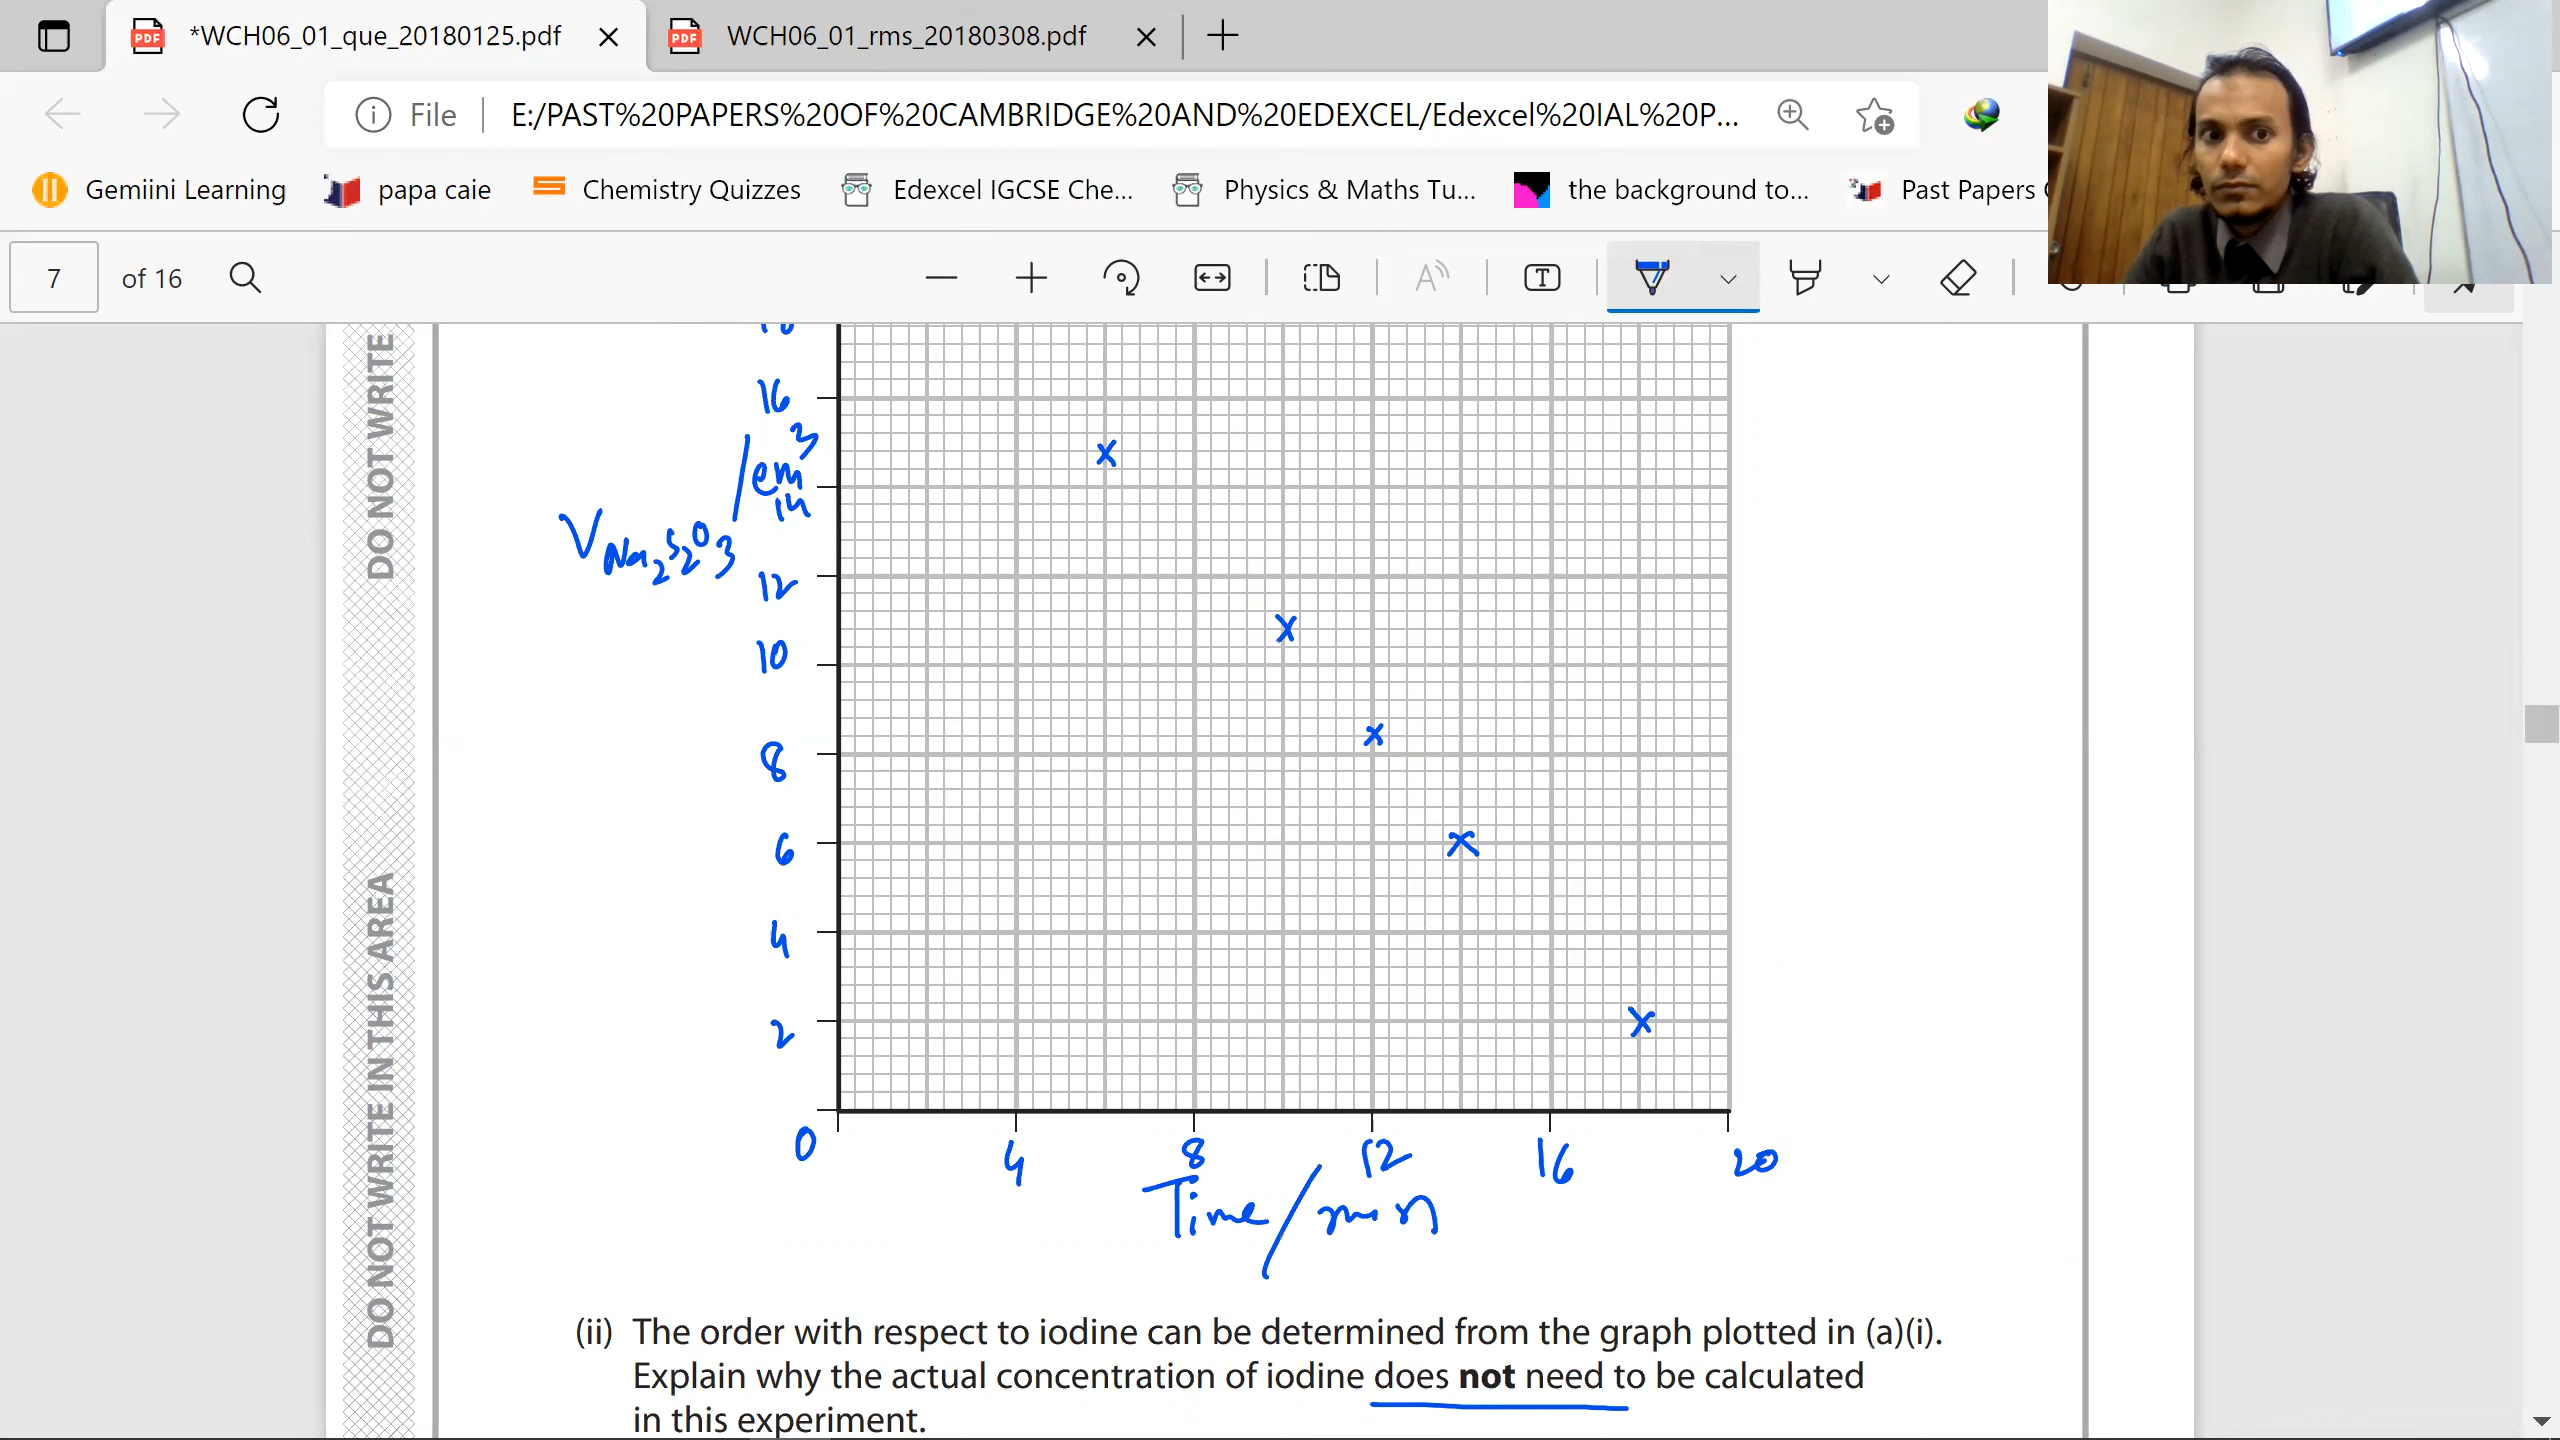 *WCH06_01_que_20180125.pdf
WCH06_01_rms_20180308.pdf
File E:/PAST%20PAPERS%20OF%20CAMBRIDGE%20AND%20EDEXCEL/Edexcel%20IAL%20P...
Gemiini Learning papa caie Chemistry Quizzes Edexcel IGCSE Che... Physics & Maths Tu... the background to... Past Papers
7 of 16
DO NOT WRITE
DO NOT WRITE IN THIS AREA
16
V Na2S2O3 / cm3
14
12
10
8
6
4
2
0 4 8 12 16 20
Time / min
(ii) The order with respect to iodine can be determined from the graph plotted in (a)(i).
Explain why the actual concentration of iodine does not need to be calculated
in this experiment.